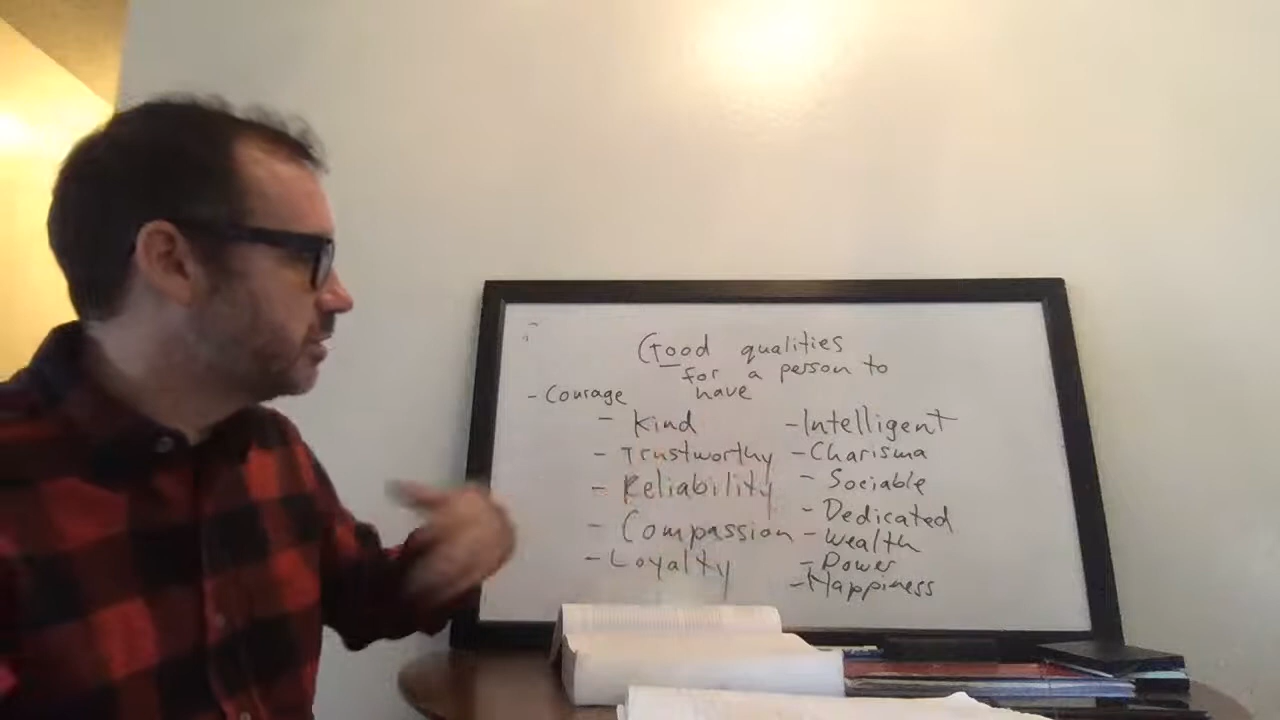 Good qualities
for a person to
have
- Courage
- Kind
- Trustworthy
- Reliability
- Compassion
- Loyalty
- Intelligent
- Charisma
- Sociable
- Dedicated
- Wealth
- Power
- Happiness